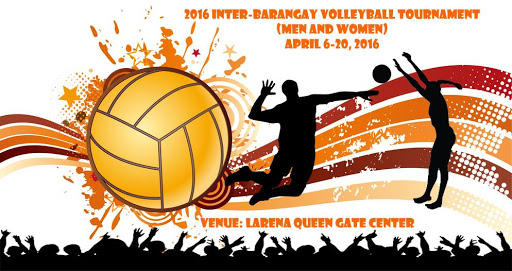 2016 INTER-BARANGAY VOLLEYBALL TOURNAMENT
(MEN AND WOMEN)
APRIL 6-20, 2016
VENUE: LARENA QUEEN GATE CENTER